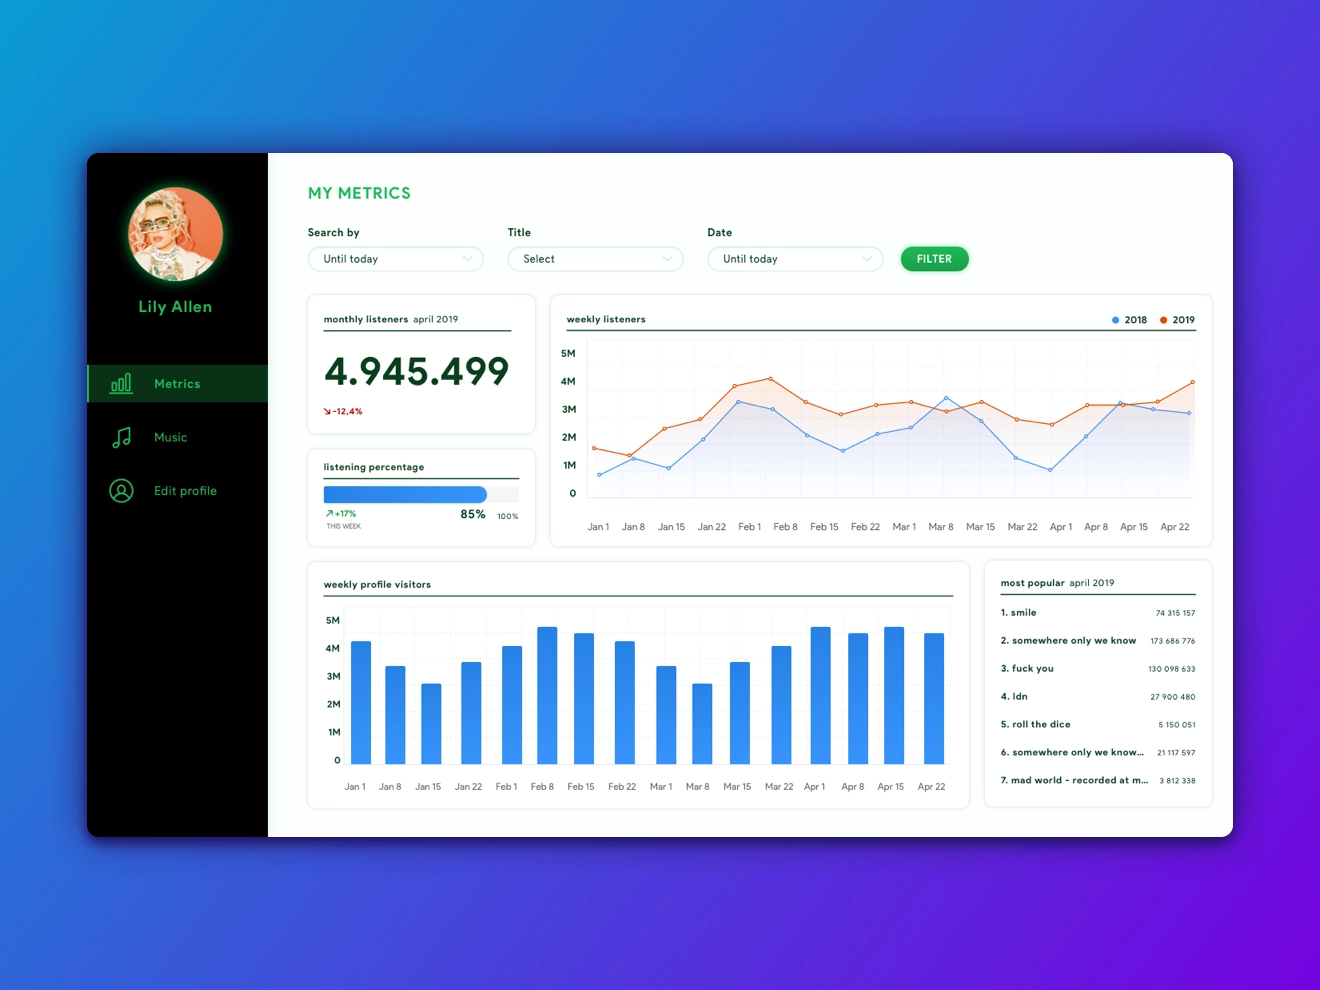 Lily Allen
Metrics
Music
Edit profile
MY METRICS
Search by
Until today
Title
Select
Date
Until today
FILTER
monthly listeners april 2019
4.945.499
-12,4%
listening percentage
+17%
THIS WEEK
85%
100%
weekly listeners
2018
2019
5M
4M
3M
2M
1M
0
Jan 1 Jan 8 Jan 15 Jan 22 Feb 1 Feb 8 Feb 15 Feb 22 Mar 1 Mar 8 Mar 15 Mar 22 Apr 1 Apr 8 Apr 15 Apr 22
weekly profile visitors
5M
4M
3M
2M
1M
0
Jan 1 Jan 8 Jan 15 Jan 22 Feb 1 Feb 8 Feb 15 Feb 22 Mar 1 Mar 8 Mar 15 Mar 22 Apr 1 Apr 8 Apr 15 Apr 22
most popular april 2019
1. smile 74 315 157
2. somewhere only we know 173 686 776
3. fuck you 130 098 633
4. ldn 27 900 480
5. roll the dice 5 150 051
6. somewhere only we know... 21 117 597
7. mad world - recorded at m... 3 812 338